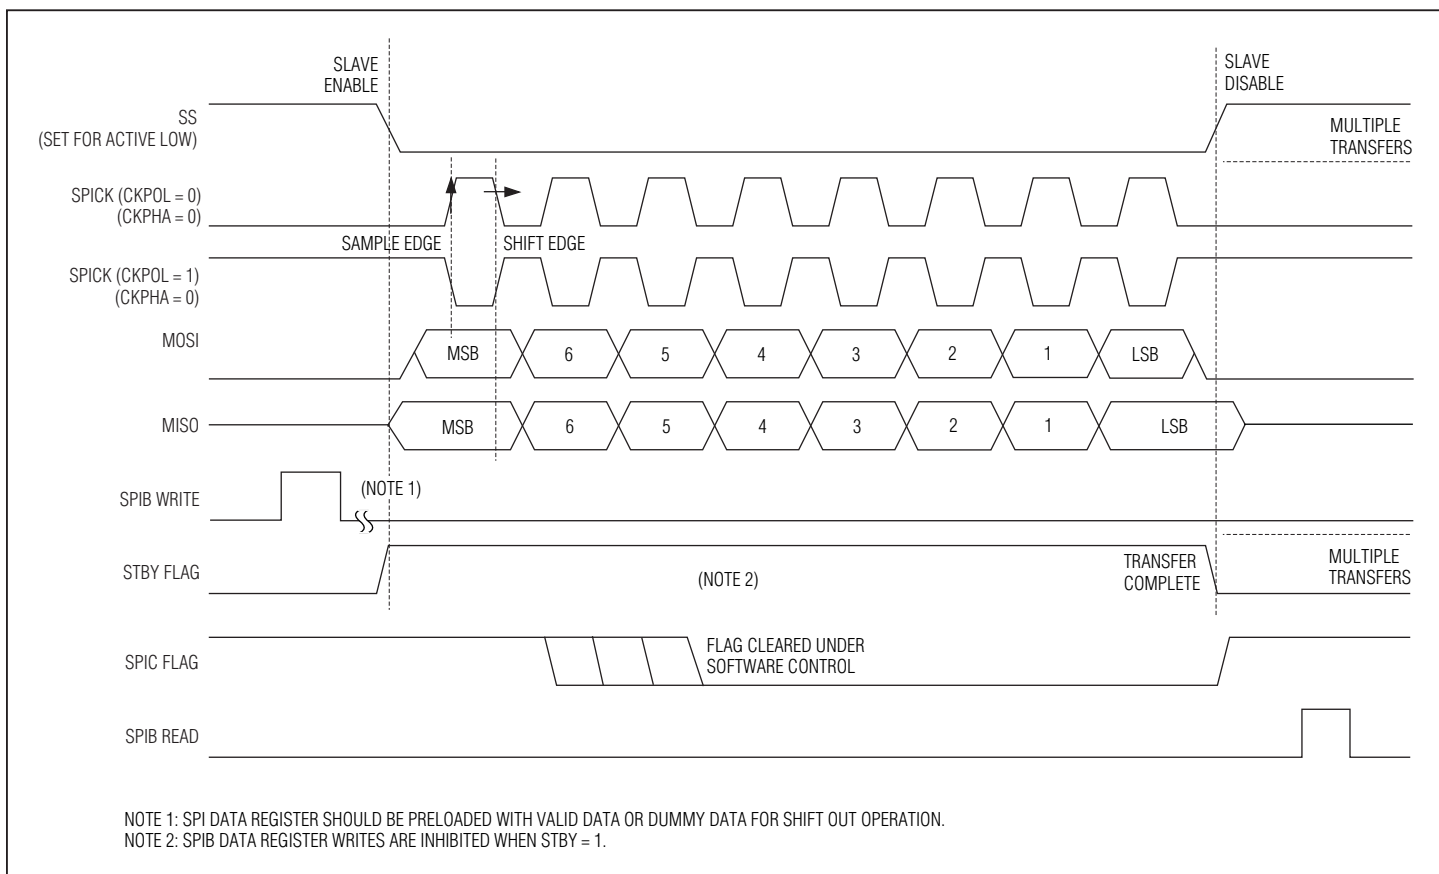 SLAVE
ENABLE
SLAVE
DISABLE
SS
(SET FOR ACTIVE LOW)
MULTIPLE
TRANSFERS
SPICK (CKPOL = 0)
(CKPHA = 0)
SAMPLE EDGE
SHIFT EDGE
SPICK (CKPOL = 1)
(CKPHA = 0)
MOSI
MSB 6 5 4 3 2 1 LSB
MISO
MSB 6 5 4 3 2 1 LSB
SPIB WRITE
(NOTE 1)
STBY FLAG
(NOTE 2)
TRANSFER
COMPLETE
MULTIPLE
TRANSFERS
SPIC FLAG
FLAG CLEARED UNDER
SOFTWARE CONTROL
SPIB READ
NOTE 1: SPI DATA REGISTER SHOULD BE PRELOADED WITH VALID DATA OR DUMMY DATA FOR SHIFT OUT OPERATION.
NOTE 2: SPIB DATA REGISTER WRITES ARE INHIBITED WHEN STBY = 1.